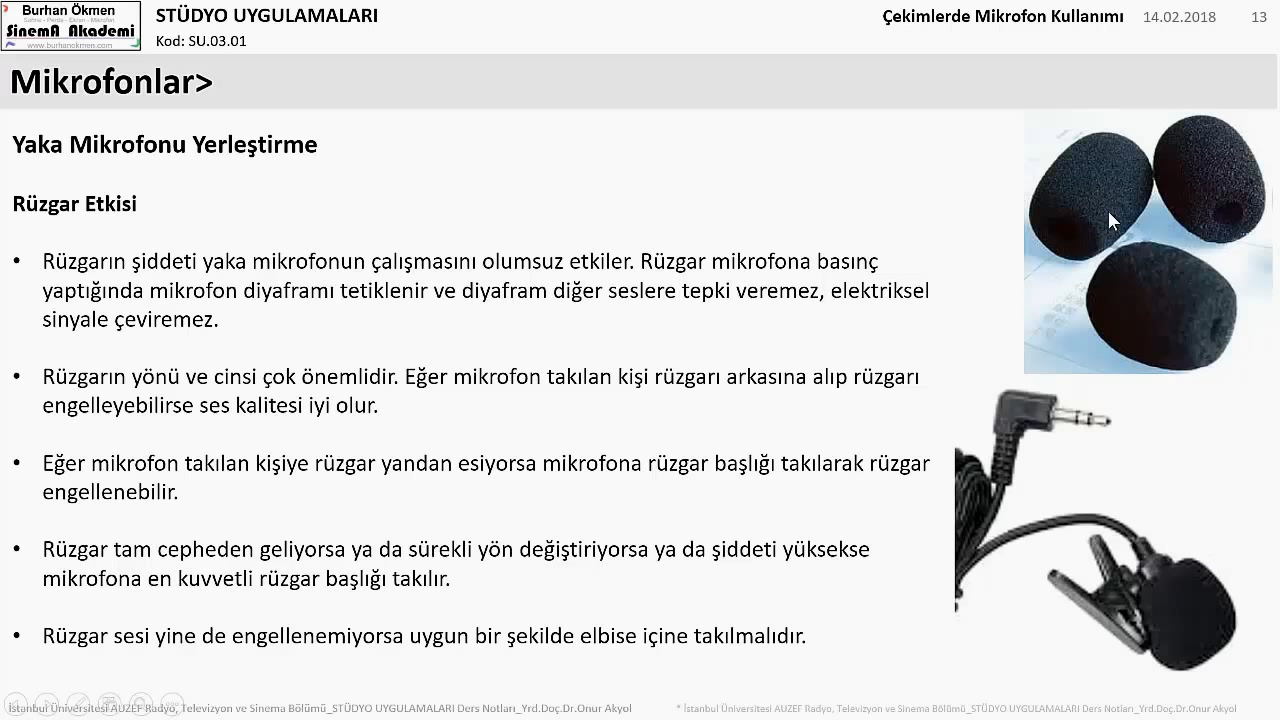 Burhan Ökmen
Sahne - Perde - Ekran - Mikrofon
SinemA Akademi
www.burhanokmen.com
STÜDYO UYGULAMALARI
Kod: SU.03.01
Çekimlerde Mikrofon Kullanımı 14.02.2018 13
Mikrofonlar>
Yaka Mikrofonu Yerleştirme
Rüzgar Etkisi
• Rüzgarın şiddeti yaka mikrofonun çalışmasını olumsuz etkiler. Rüzgar mikrofona basınç
yaptığında mikrofon diyaframı tetiklenir ve diyafram diğer seslere tepki veremez, elektriksel
sinyale çeviremez.
• Rüzgarın yönü ve cinsi çok önemlidir. Eğer mikrofon takılan kişi rüzgarı arkasına alıp rüzgarı
engelleyebilirse ses kalitesi iyi olur.
• Eğer mikrofon takılan kişiye rüzgar yandan esiyorsa mikrofona rüzgar başlığı takılarak rüzgar
engellenebilir.
• Rüzgar tam cepheden geliyorsa ya da sürekli yön değiştiriyorsa ya da şiddeti yüksekse
mikrofona en kuvvetli rüzgar başlığı takılır.
• Rüzgar sesi yine de engellenemiyorsa uygun bir şekilde elbise içine takılmalıdır.
İstanbul Üniversitesi AUZEF Radyo, Televizyon ve Sinema Bölümü_STÜDYO UYGULAMALARI Ders Notları_Yrd.Doç.Dr.Onur Akyol
* İstanbul Üniversitesi AUZEF Radyo, Televizyon ve Sinema Bölümü_STÜDYO UYGULAMALARI Ders Notları_Yrd.Doç.Dr.Onur Akyol